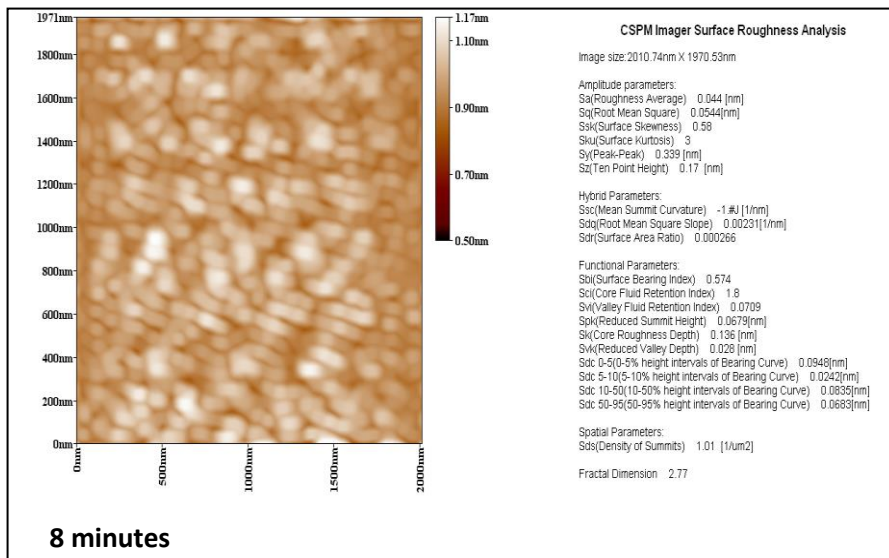 1971nm
1800nm
1600nm
1400nm
1200nm
1000nm
800nm
600nm
400nm
200nm
0nm
0nm
500nm
1000nm
1500nm
2000nm
1.17nm
1.10nm
0.90nm
0.70nm
0.50nm
CSPM Imager Surface Roughness Analysis
Image size:2010.74nm X 1970.53nm
Amplitude parameters:
Sa(Roughness Average) 0.044 [nm]
Sq(Root Mean Square) 0.0544[nm]
Ssk(Surface Skewness) 0.58
Sku(Surface Kurtosis) 3
Sy(Peak-Peak) 0.339 [nm]
Sz(Ten Point Height) 0.17 [nm]
Hybrid Parameters:
Ssc(Mean Summit Curvature) -1.#J [1/nm]
Sdq(Root Mean Square Slope) 0.00231[1/nm]
Sdr(Surface Area Ratio) 0.000266
Functional Parameters:
Sbi(Surface Bearing Index) 0.574
Sci(Core Fluid Retention Index) 1.8
Svi(Valley Fluid Retention Index) 0.0709
Spk(Reduced Summit Height) 0.0679[nm]
Sk(Core Roughness Depth) 0.136 [nm]
Svk(Reduced Valley Depth) 0.028 [nm]
Sdc 0-5(0-5% height intervals of Bearing Curve) 0.0948[nm]
Sdc 5-10(5-10% height intervals of Bearing Curve) 0.0242[nm]
Sdc 10-50(10-50% height intervals of Bearing Curve) 0.0835[nm]
Sdc 50-95(50-95% height intervals of Bearing Curve) 0.0683[nm]
Spatial Parameters:
Sds(Density of Summits) 1.01 [1/um2]
Fractal Dimension 2.77
8 minutes